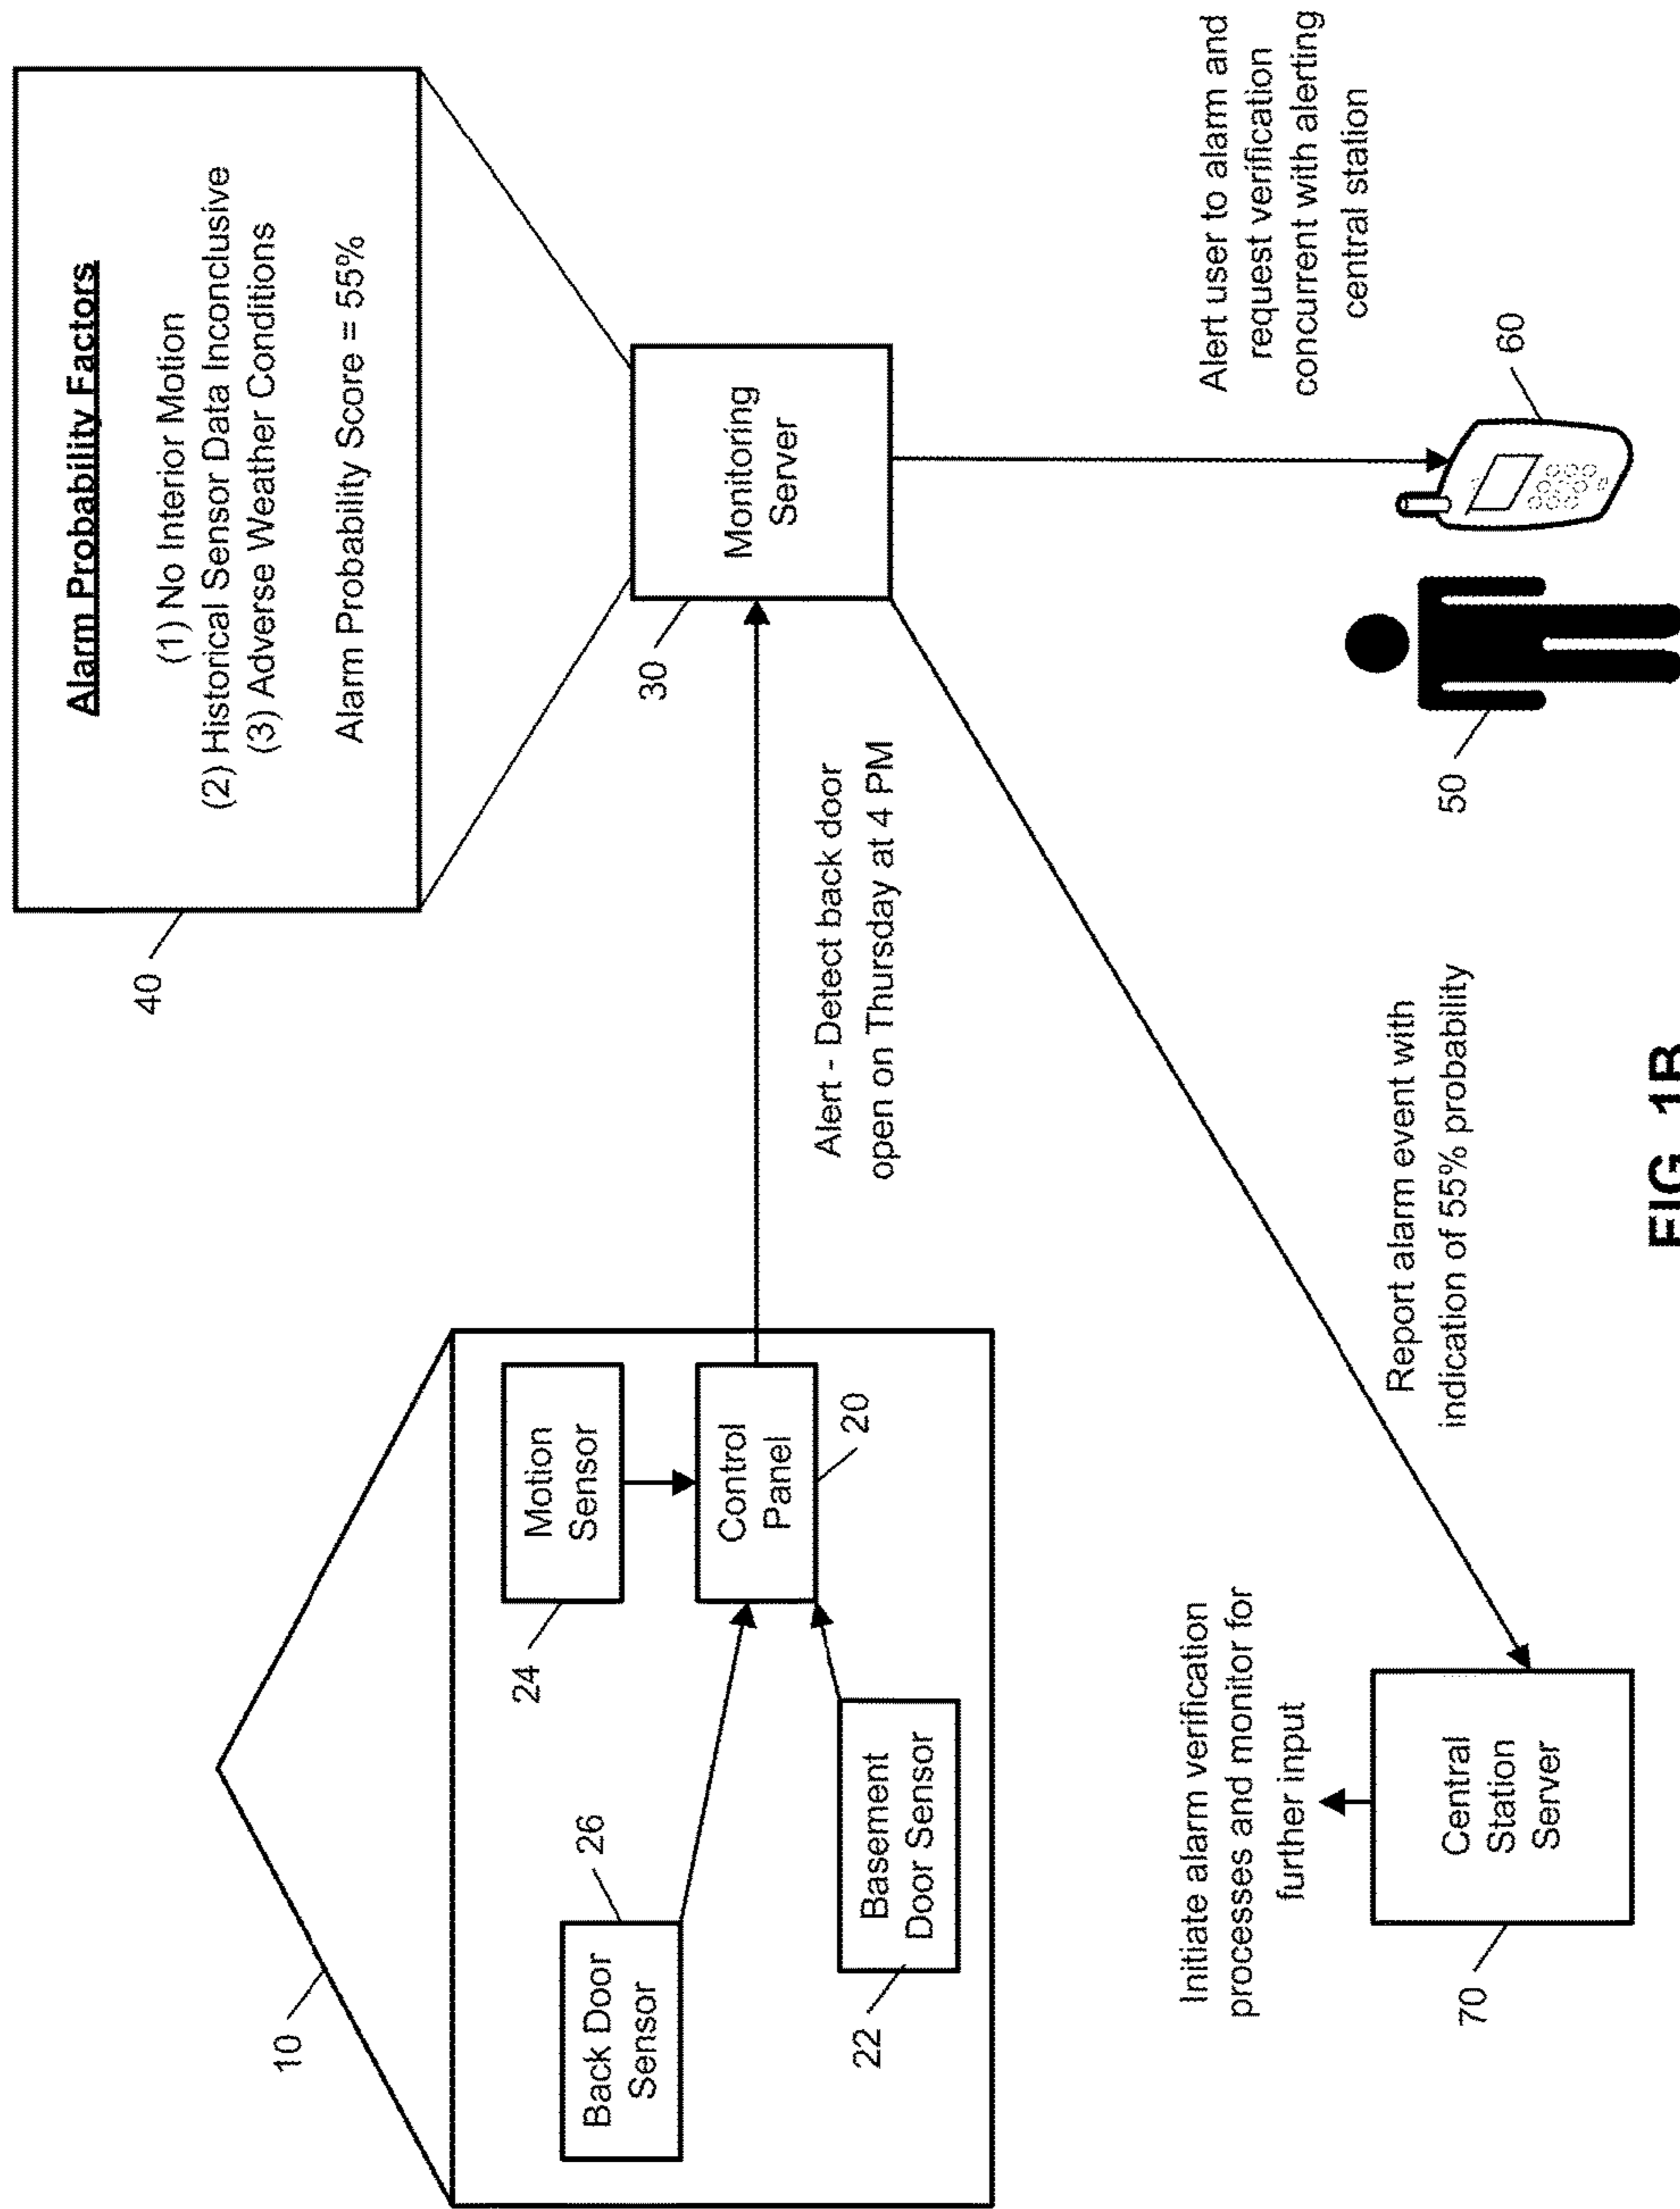 Alarm Probability Factors
(1) No Interior Motion
(2) Historical Sensor Data Inconclusive
(3) Adverse Weather Conditions
Alarm Probability Score = 55%
40
10
Back Door
Sensor
26
Motion
Sensor
24
Control
Panel
20
Basement
Door Sensor
22
Alert - Detect back door
open on Thursday at 4 PM
Monitoring
Server
30
Alert user to alarm and
request verification
concurrent with alerting
central station
60
50
Report alarm event with
indication of 55% probability
Initiate alarm verification
processes and monitor for
further input
Central
Station
Server
70
FIG. 1B